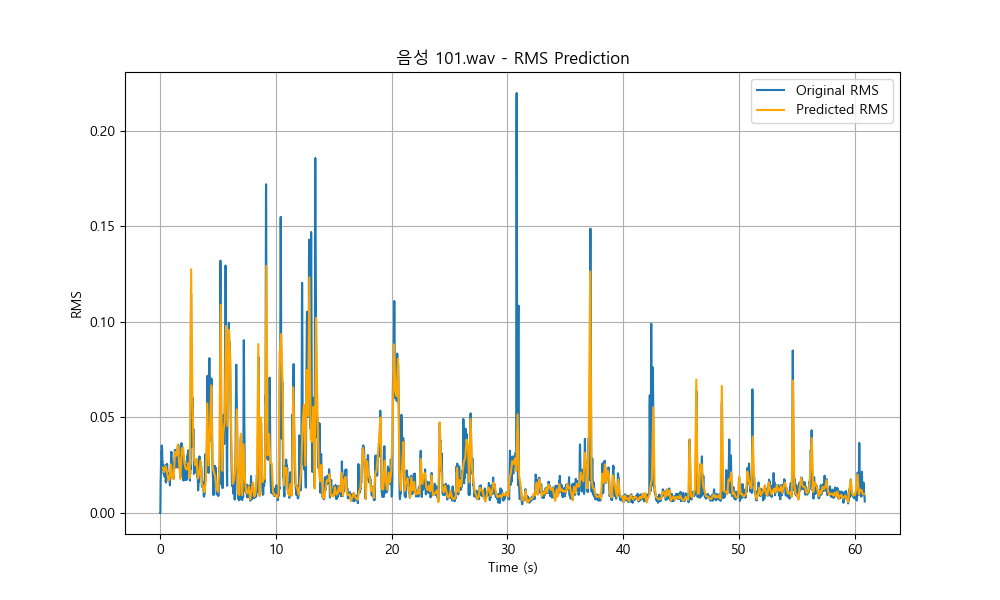 음성 101.wav - RMS Prediction
Original RMS
Predicted RMS
0.20
0.15
0.10
0.05
0.00
RMS
0 10 20 30 40 50 60
Time (s)